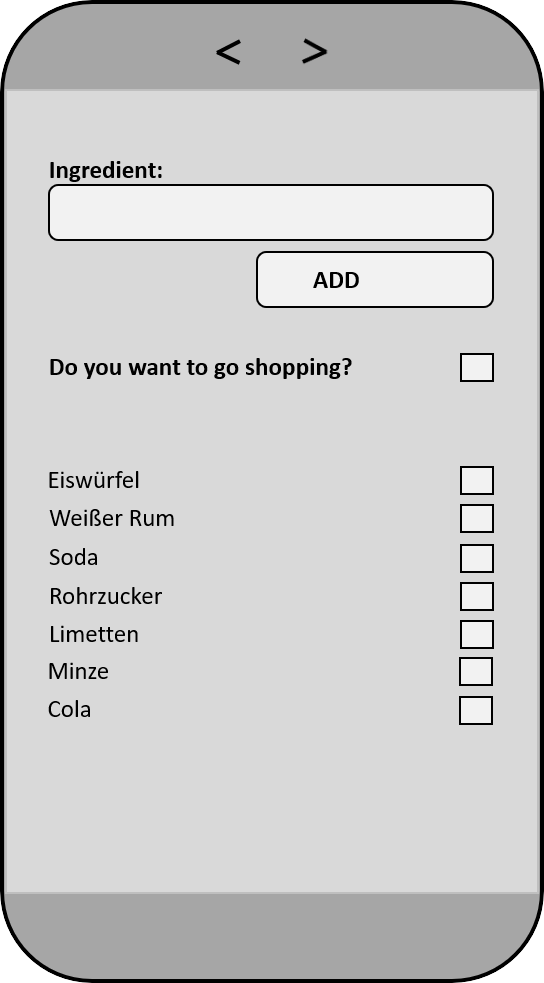 < >
Ingredient:
ADD
Do you want to go shopping?
Eiswürfel
Weißer Rum
Soda
Rohrzucker
Limetten
Minze
Cola